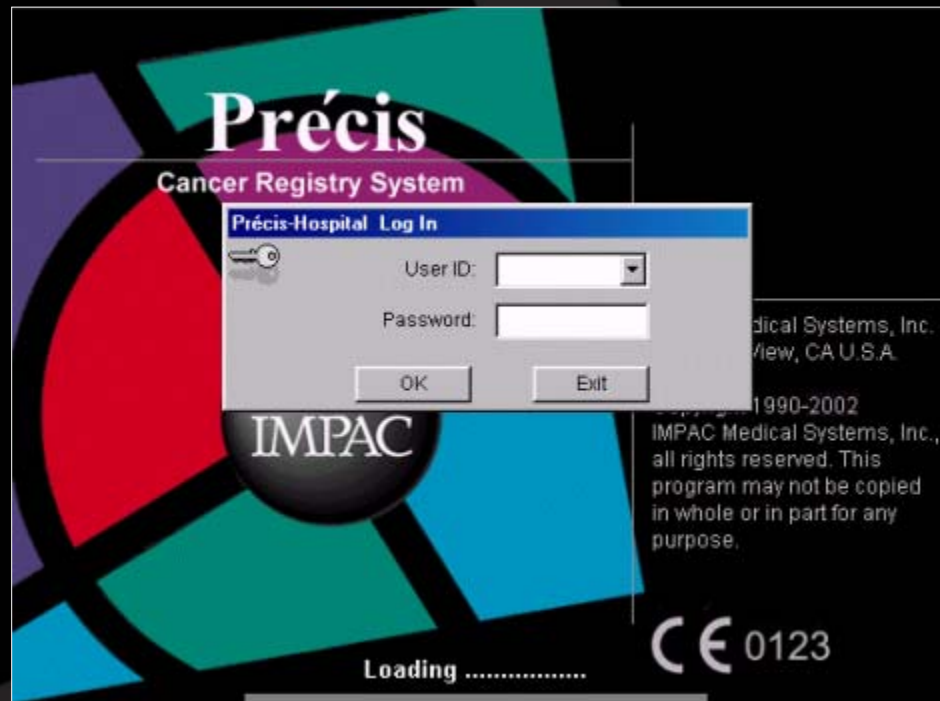 Précis
Cancer Registry System
Précis-Hospital Log In
User ID:
Password:
OK
Exit
IMPAC
Medical Systems, Inc.
View, CA U.S.A.
Copyright 1990-2002
IMPAC Medical Systems, Inc.,
all rights reserved. This
program may not be copied
in whole or in part for any
purpose.
CE 0123
Loading .................